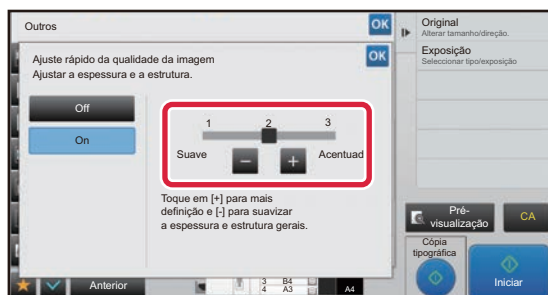 Outros
OK
Ajuste rápido da qualidade da imagem
Ajustar a espessura e a estrutura.
OK
Off
On
1 2 3
Suave
Acentuad
Toque em [+] para mais
definição e [-] para suavizar
a espessura e estrutura gerais.
Anterior
3 B4
4 A3
A4
Original
Alterar tamanho/direção.
Exposição
Seleccionar tipo/exposição
Pré-
visualização
CA
Cópia
tipográfica
Iniciar